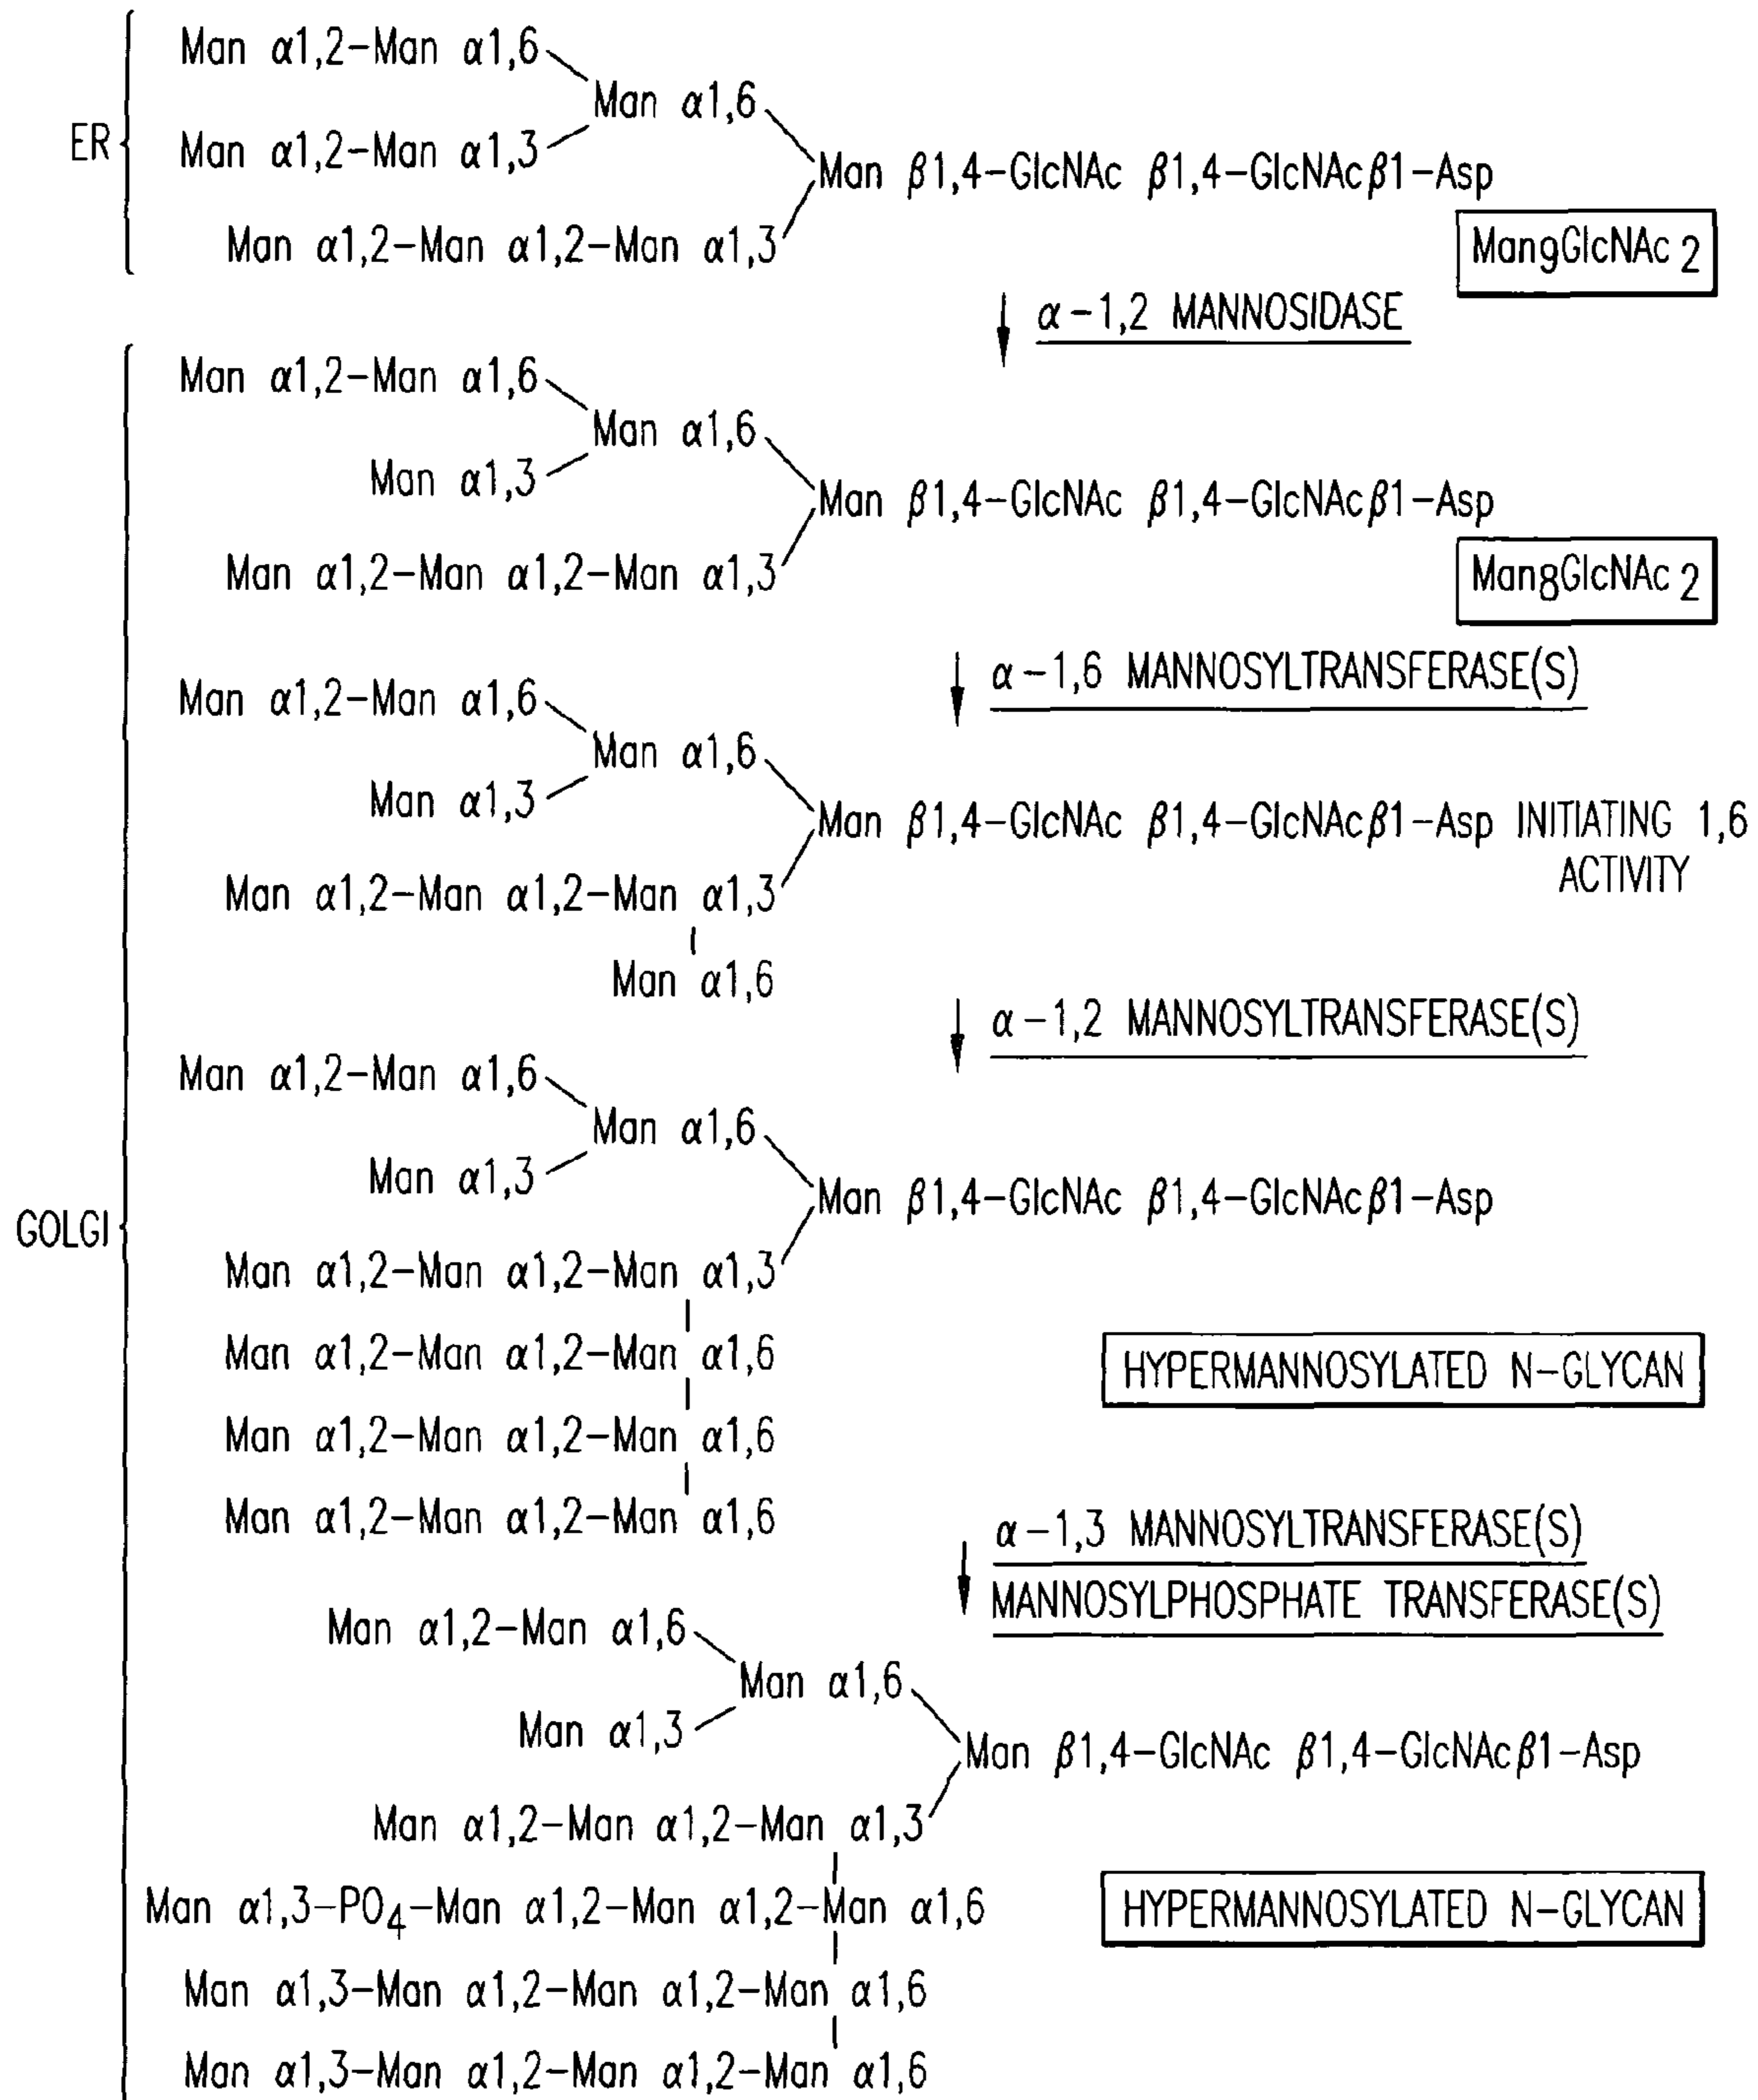 Man α1,2-Man α1,6
Man α1,6
ER
Man α1,2-Man α1,3
Man β1,4-GlcNAc β1,4-GlcNAcβ1-Asp
Man α1,2-Man α1,2-Man α1,3
Man9GlcNAc2
α-1,2 MANNOSIDASE
Man α1,2-Man α1,6
Man α1,6
Man α1,3
Man β1,4-GlcNAc β1,4-GlcNAcβ1-Asp
Man α1,2-Man α1,2-Man α1,3
Man8GlcNAc2
α-1,6 MANNOSYLTRANSFERASE(S)
Man α1,2-Man α1,6
Man α1,6
Man α1,3
Man β1,4-GlcNAc β1,4-GlcNAcβ1-Asp INITIATING 1,6
ACTIVITY
Man α1,2-Man α1,2-Man α1,3
Man α1,6
α-1,2 MANNOSYLTRANSFERASE(S)
Man α1,2-Man α1,6
Man α1,6
Man α1,3
Man β1,4-GlcNAc β1,4-GlcNAcβ1-Asp
GOLGI
Man α1,2-Man α1,2-Man α1,3
Man α1,2-Man α1,2-Man α1,6
HYPERMANNOSYLATED N-GLYCAN
Man α1,2-Man α1,2-Man α1,6
Man α1,2-Man α1,2-Man α1,6
α-1,3 MANNOSYLTRANSFERASE(S)
MANNOSYLPHOSPHATE TRANSFERASE(S)
Man α1,2-Man α1,6
Man α1,6
Man α1,3
Man β1,4-GlcNAc β1,4-GlcNAcβ1-Asp
Man α1,2-Man α1,2-Man α1,3
Man α1,3-PO4-Man α1,2-Man α1,2-Man α1,6
HYPERMANNOSYLATED N-GLYCAN
Man α1,3-Man α1,2-Man α1,2-Man α1,6
Man α1,3-Man α1,2-Man α1,2-Man α1,6